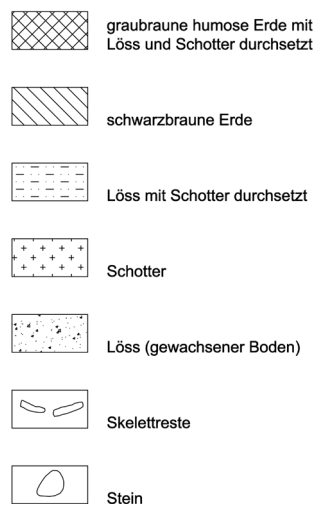 graubraune humose Erde mit
Löss und Schotter durchsetzt
schwarzbraune Erde
Löss mit Schotter durchsetzt
Schotter
Löss (gewachsener Boden)
Skelettreste
Stein